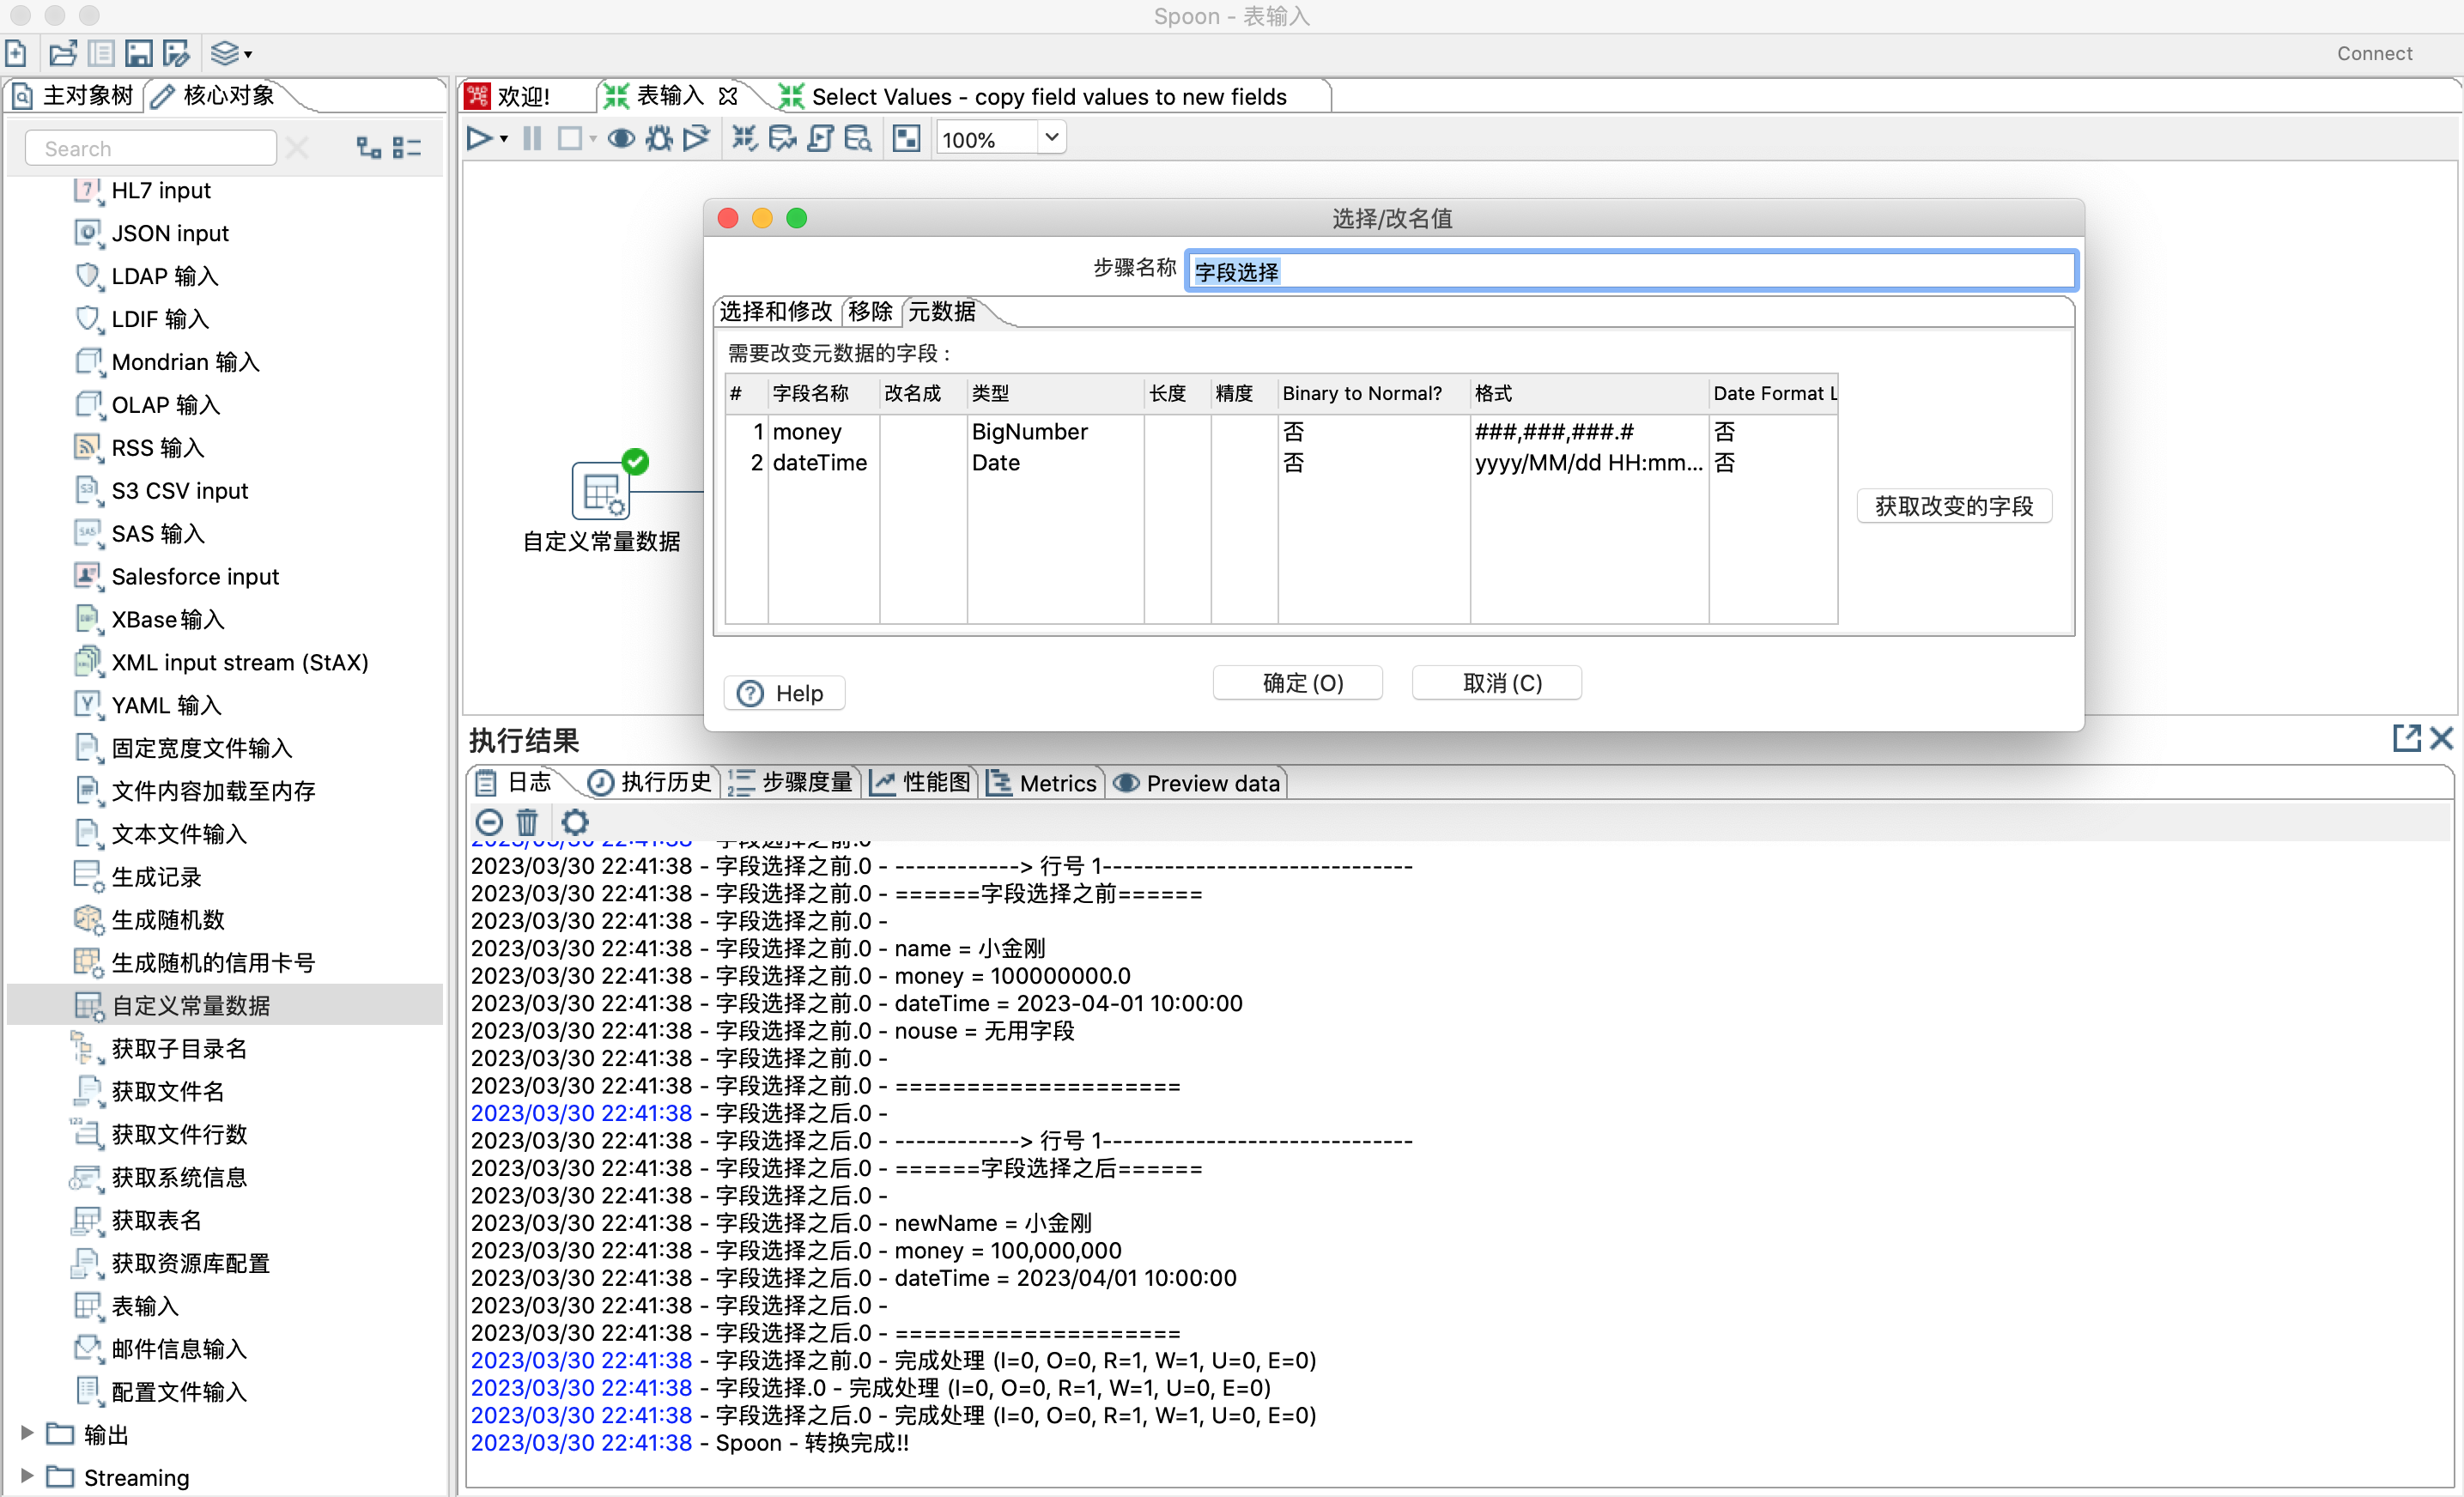 Spoon - 表输入
Connect
主对象树
核心对象
Search
HL7 input
JSON input
LDAP 输入
LDIF 输入
Mondrian 输入
OLAP 输入
RSS 输入
S3 CSV input
SAS 输入
Salesforce input
XBase输入
XML input stream (StAX)
YAML 输入
固定宽度文件输入
文件内容加载至内存
文本文件输入
生成记录
生成随机数
生成随机的信用卡号
自定义常量数据
获取子目录名
获取文件名
获取文件行数
获取系统信息
获取表名
获取资源库配置
表输入
邮件信息输入
配置文件输入
输出
Streaming
欢迎!
表输入
Select Values - copy field values to new fields
100%
自定义常量数据
选择/改名值
步骤名称 字段选择
选择和修改 移除 元数据
需要改变元数据的字段 :
# 字段名称 改名成 类型 长度 精度 Binary to Normal? 格式 Date Format L
1 money BigNumber 否 ###,###,###.# 否
2 dateTime Date 否 yyyy/MM/dd HH:mm... 否
获取改变的字段
Help
确定(O)
取消(C)
执行结果
日志 执行历史 步骤度量 性能图 Metrics Preview data
2023/03/30 22:41:38 - 字段选择之前.0
2023/03/30 22:41:38 - 字段选择之前.0 - ------------> 行号 1------------------------------
2023/03/30 22:41:38 - 字段选择之前.0 - ======字段选择之前======
2023/03/30 22:41:38 - 字段选择之前.0 -
2023/03/30 22:41:38 - 字段选择之前.0 - name = 小金刚
2023/03/30 22:41:38 - 字段选择之前.0 - money = 100000000.0
2023/03/30 22:41:38 - 字段选择之前.0 - dateTime = 2023-04-01 10:00:00
2023/03/30 22:41:38 - 字段选择之前.0 - nouse = 无用字段
2023/03/30 22:41:38 - 字段选择之前.0 -
2023/03/30 22:41:38 - 字段选择之前.0 - ====================
2023/03/30 22:41:38 - 字段选择之后.0 -
2023/03/30 22:41:38 - 字段选择之后.0 - ------------> 行号 1------------------------------
2023/03/30 22:41:38 - 字段选择之后.0 - ======字段选择之后======
2023/03/30 22:41:38 - 字段选择之后.0 -
2023/03/30 22:41:38 - 字段选择之后.0 - newName = 小金刚
2023/03/30 22:41:38 - 字段选择之后.0 - money = 100,000,000
2023/03/30 22:41:38 - 字段选择之后.0 - dateTime = 2023/04/01 10:00:00
2023/03/30 22:41:38 - 字段选择之后.0 -
2023/03/30 22:41:38 - 字段选择之后.0 - ====================
2023/03/30 22:41:38 - 字段选择之前.0 - 完成处理 (I=0, O=0, R=1, W=1, U=0, E=0)
2023/03/30 22:41:38 - 字段选择.0 - 完成处理 (I=0, O=0, R=1, W=1, U=0, E=0)
2023/03/30 22:41:38 - 字段选择之后.0 - 完成处理 (I=0, O=0, R=1, W=1, U=0, E=0)
2023/03/30 22:41:38 - Spoon - 转换完成!!